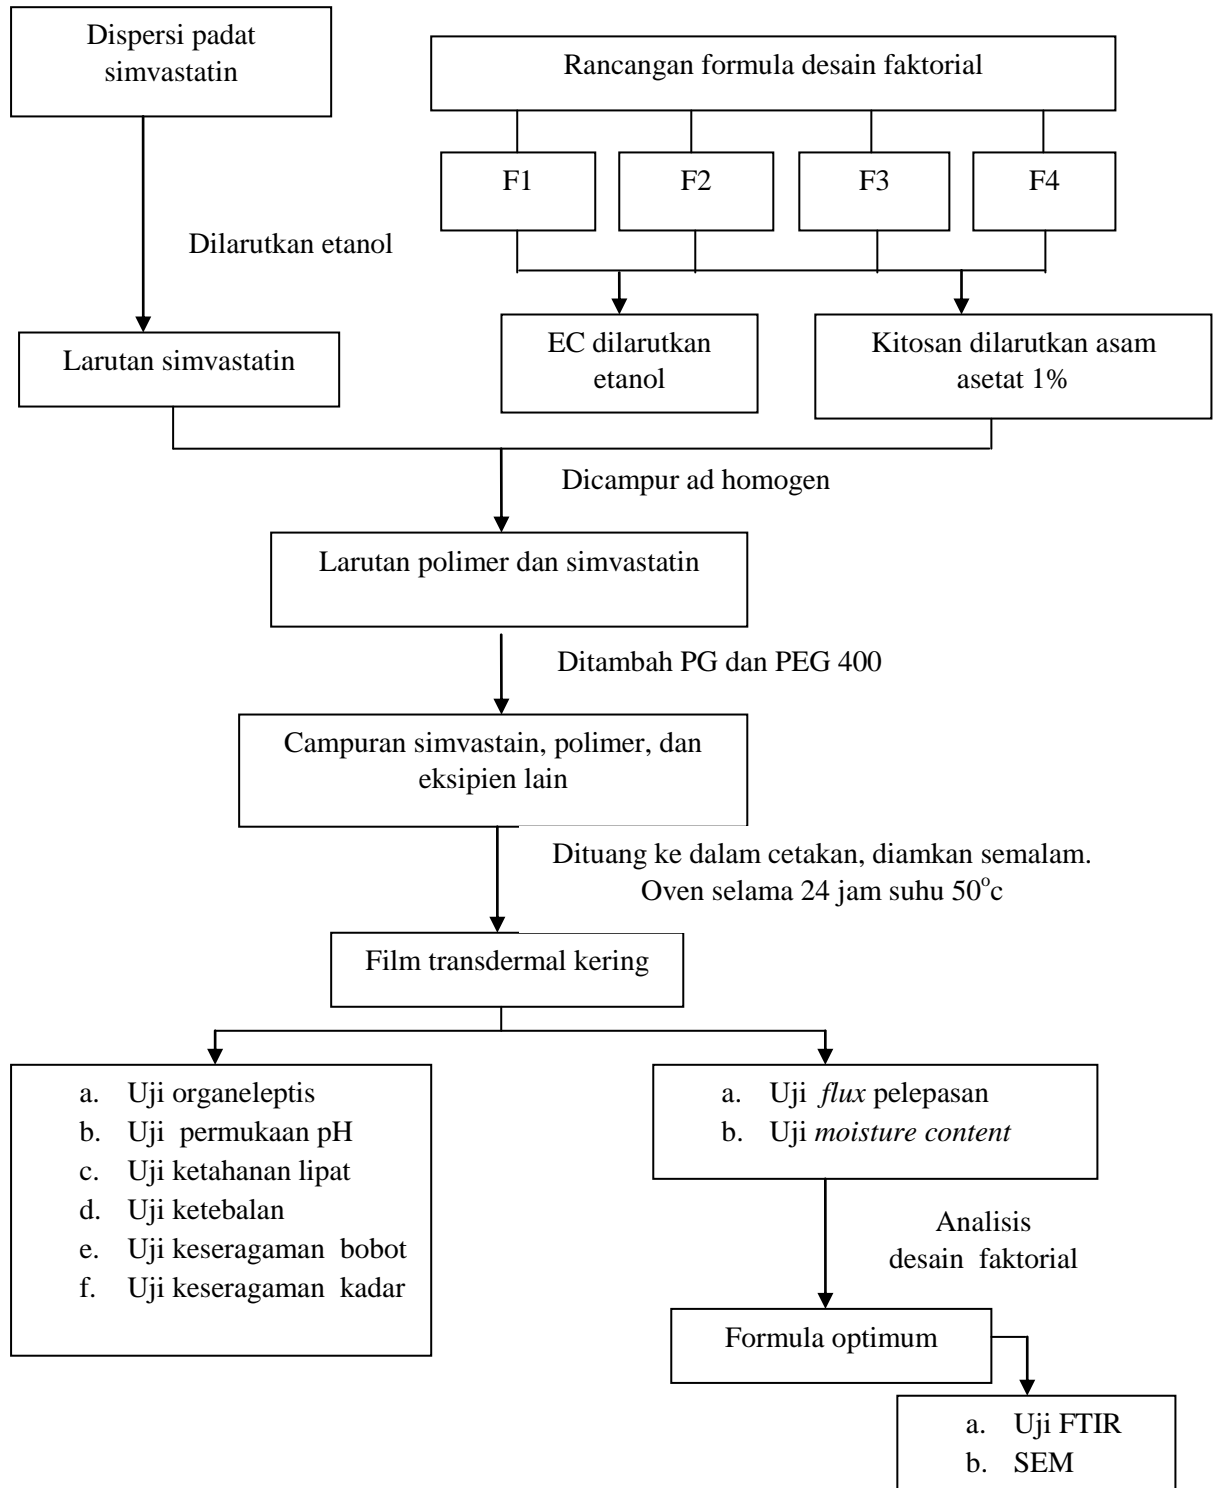 Dispersi padat
simvastatin
Rancangan formula desain faktorial
F1
F2
F3
F4
Dilarutkan etanol
Larutan simvastatin
EC dilarutkan
etanol
Kitosan dilarutkan asam
asetat 1%
Dicampur ad homogen
Larutan polimer dan simvastatin
Ditambah PG dan PEG 400
Campuran simvastain, polimer, dan
eksipien lain
Dituang ke dalam cetakan, diamkan semalam.
Oven selama 24 jam suhu 50°c
Film transdermal kering
a. Uji organeleptis
b. Uji permukaan pH
c. Uji ketahanan lipat
d. Uji ketebalan
e. Uji keseragaman bobot
f. Uji keseragaman kadar
a. Uji flux pelepasan
b. Uji moisture content
Analisis
desain faktorial
Formula optimum
a. Uji FTIR
b. SEM